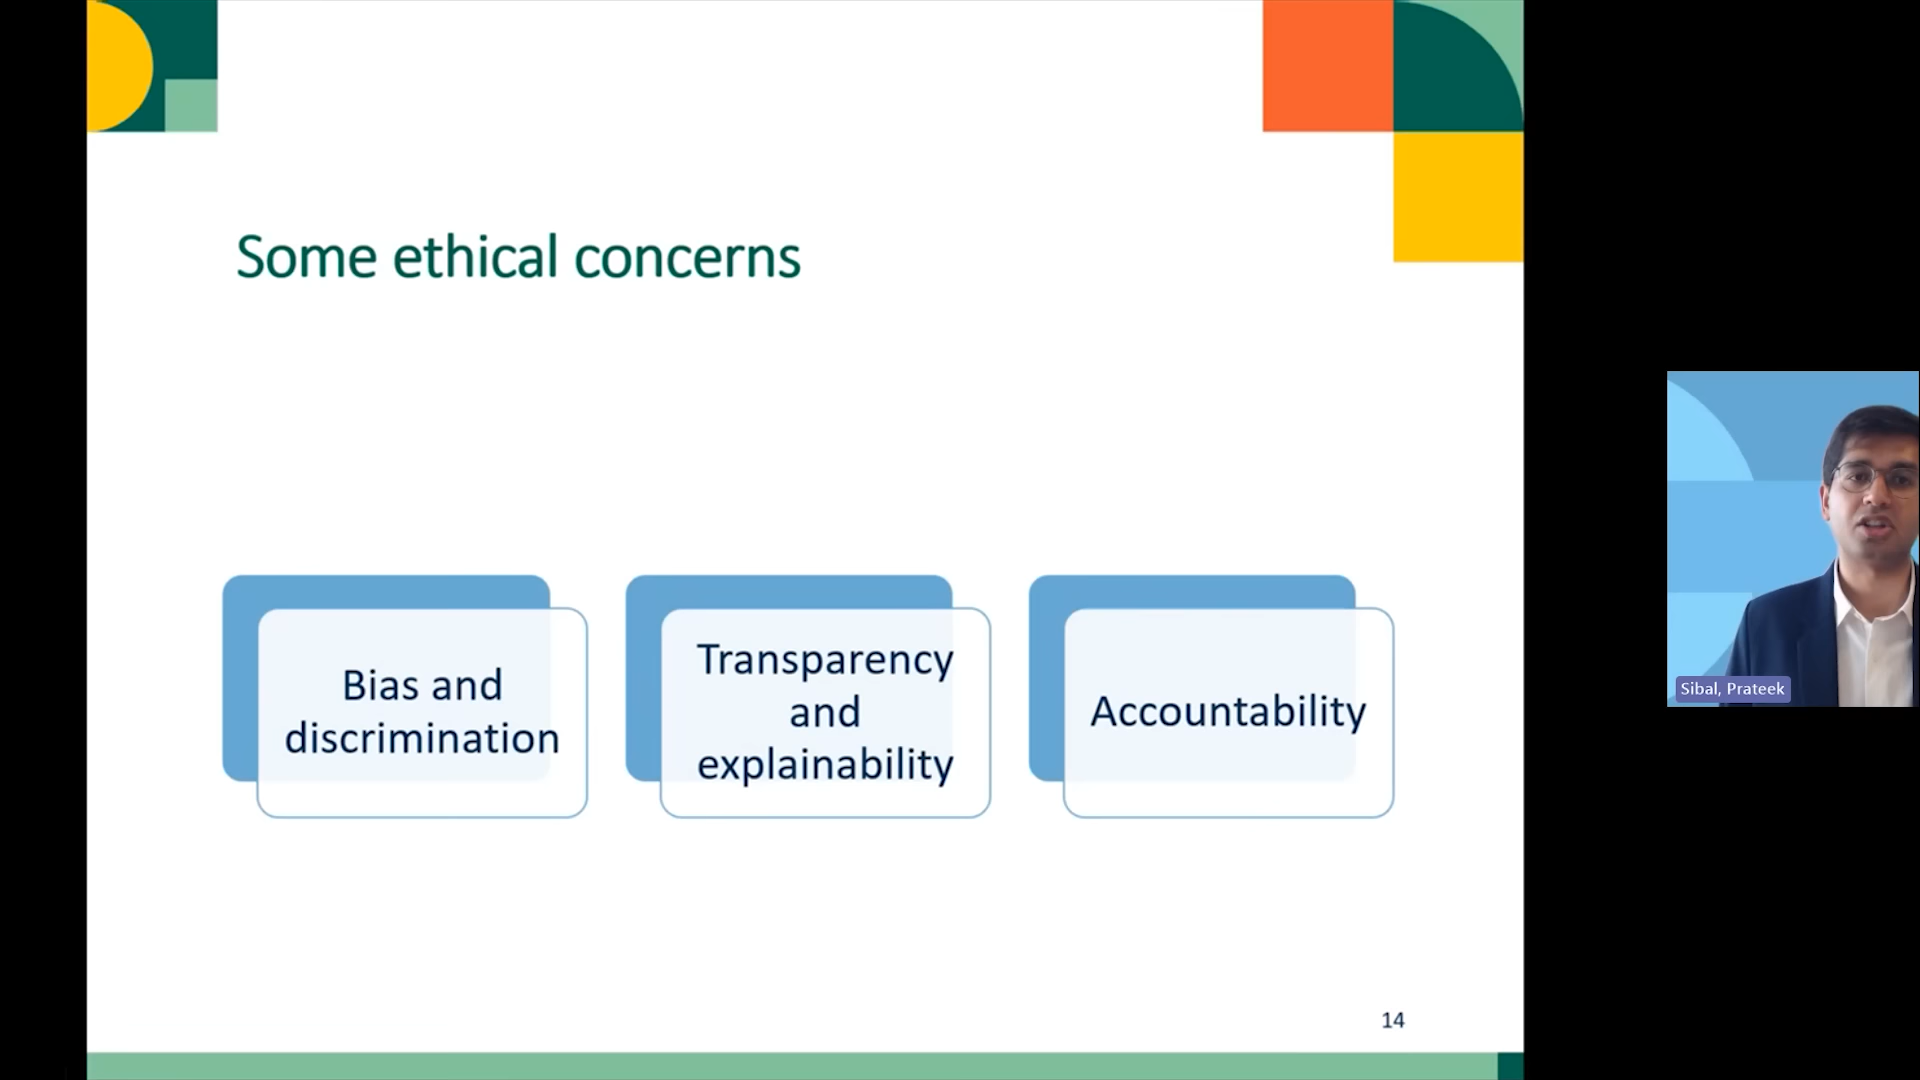 Some ethical concerns
Bias and
discrimination
Transparency
and
explainability
Accountability
Sibal, Prateek
14